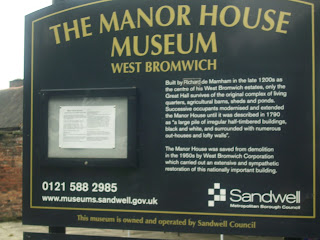 THE MANOR HOUSE
MUSEUM
WEST BROMWICH
Built by Richard de Marnham in the late 1200s as
the centre of his West Bromwich estates, only the
Great Hall survives of the original complex of living
quarters, agricultural barns, sheds and ponds.
Successive occupants modernised and extended
the Manor House until it was described in 1790
as "a large pile of irregular half-timbered buildings,
black and white, and surrounded with numerous
out-houses and lofty walls".
The Manor House was saved from demolition
in the 1950s by West Bromwich Corporation
which carried out an extensive and sympathetic
restoration of this nationally important building.
0121 588 2985
www.museums.sandwell.gov.uk
Sandwell
Metropolitan Borough Council
This museum is owned and operated by Sandwell Council